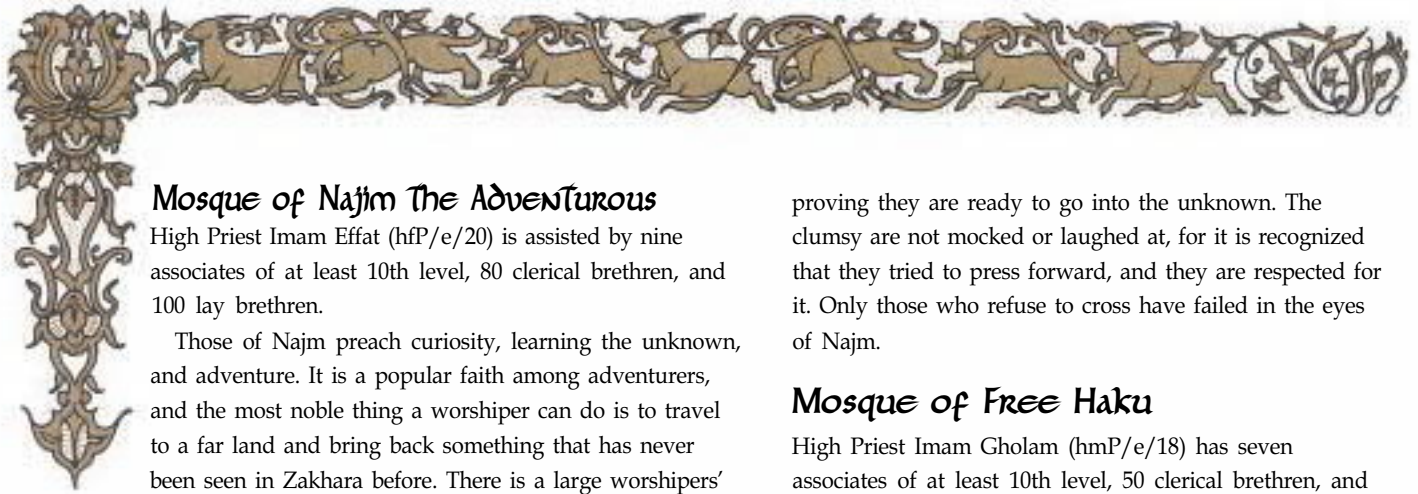 Mosque of Najim the Adventurous
High Priest Imam Effat (hfP/e/20) is assisted by nine
associates of at least 10th level, 80 clerical brethren, and
100 lay brethren.
Those of Najm preach curiosity, learning the unknown,
and adventure. It is a popular faith among adventurers,
and the most noble thing a worshiper can do is to travel
to a far land and bring back something that has never
been seen in Zakhara before. There is a large worshipers'
proving they are ready to go into the unknown. The
clumsy are not mocked or laughed at, for it is recognized
that they tried to press forward, and they are respected for
it. Only those who refuse to cross have failed in the eyes
of Najm.
Mosque of Free Haku
High Priest Imam Gholam (hmP/e/18) has seven
associates of at least 10th level, 50 clerical brethren, and